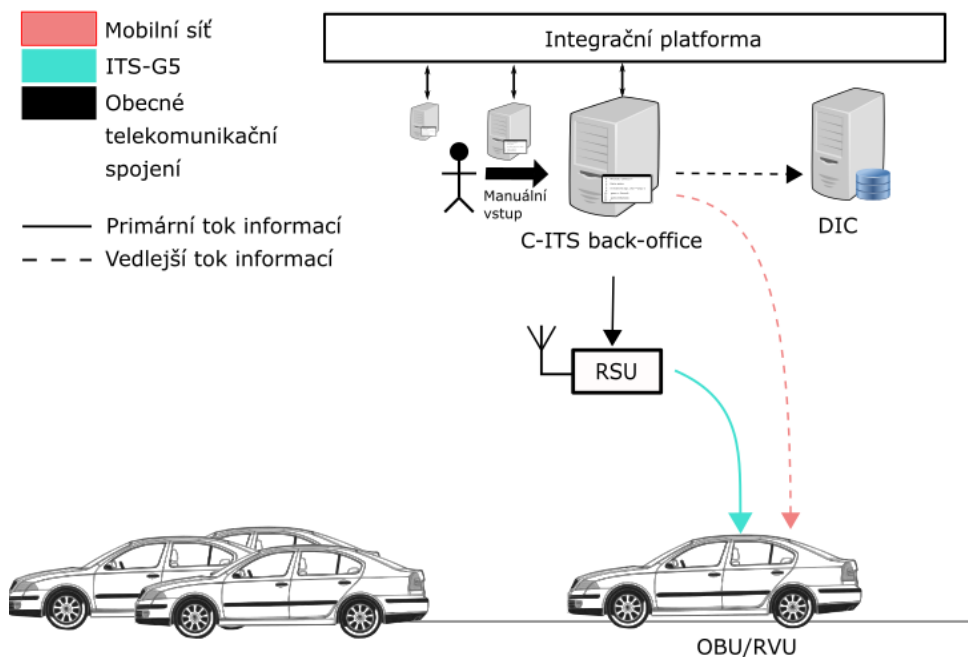 Mobilní síť
ITS-G5
Obecné
telekomunikační
spojení
Primární tok informací
Vedlejší tok informací
Integrační platforma
Manuální
vstup
C-ITS back-office
DIC
RSU
OBU/RVU